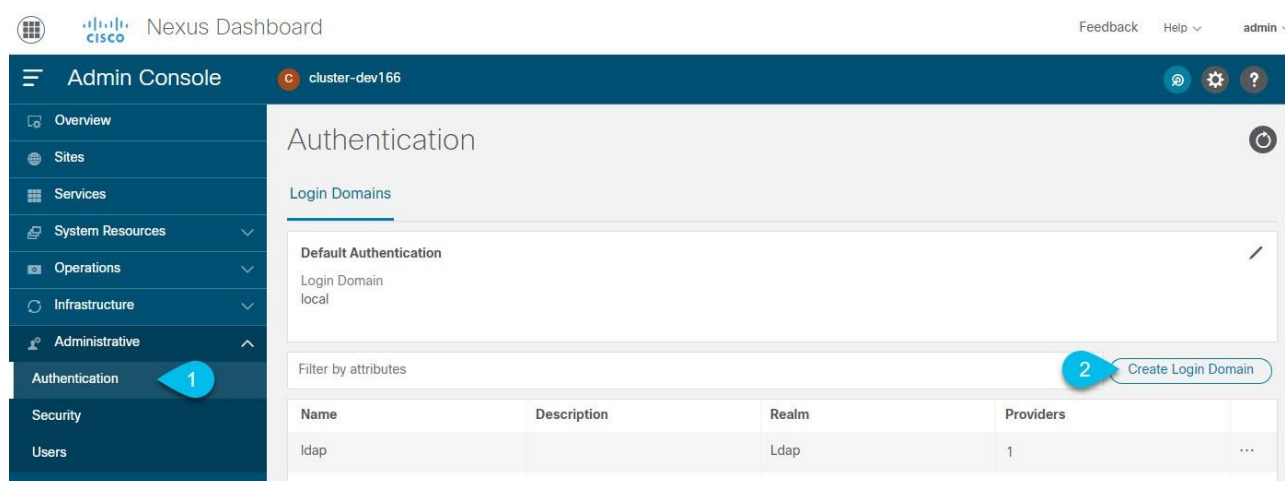 CISCO Nexus Dashboard Feedback Help admin
Admin Console C cluster-dev166 ?
Overview
Sites
Services
System Resources
Operations
Infrastructure
Administrative
Authentication 1
Security
Users
Authentication
Login Domains
Default Authentication
Login Domain
local
Filter by attributes 2 Create Login Domain
Name Description Realm Providers
ldap Ldap 1 ...